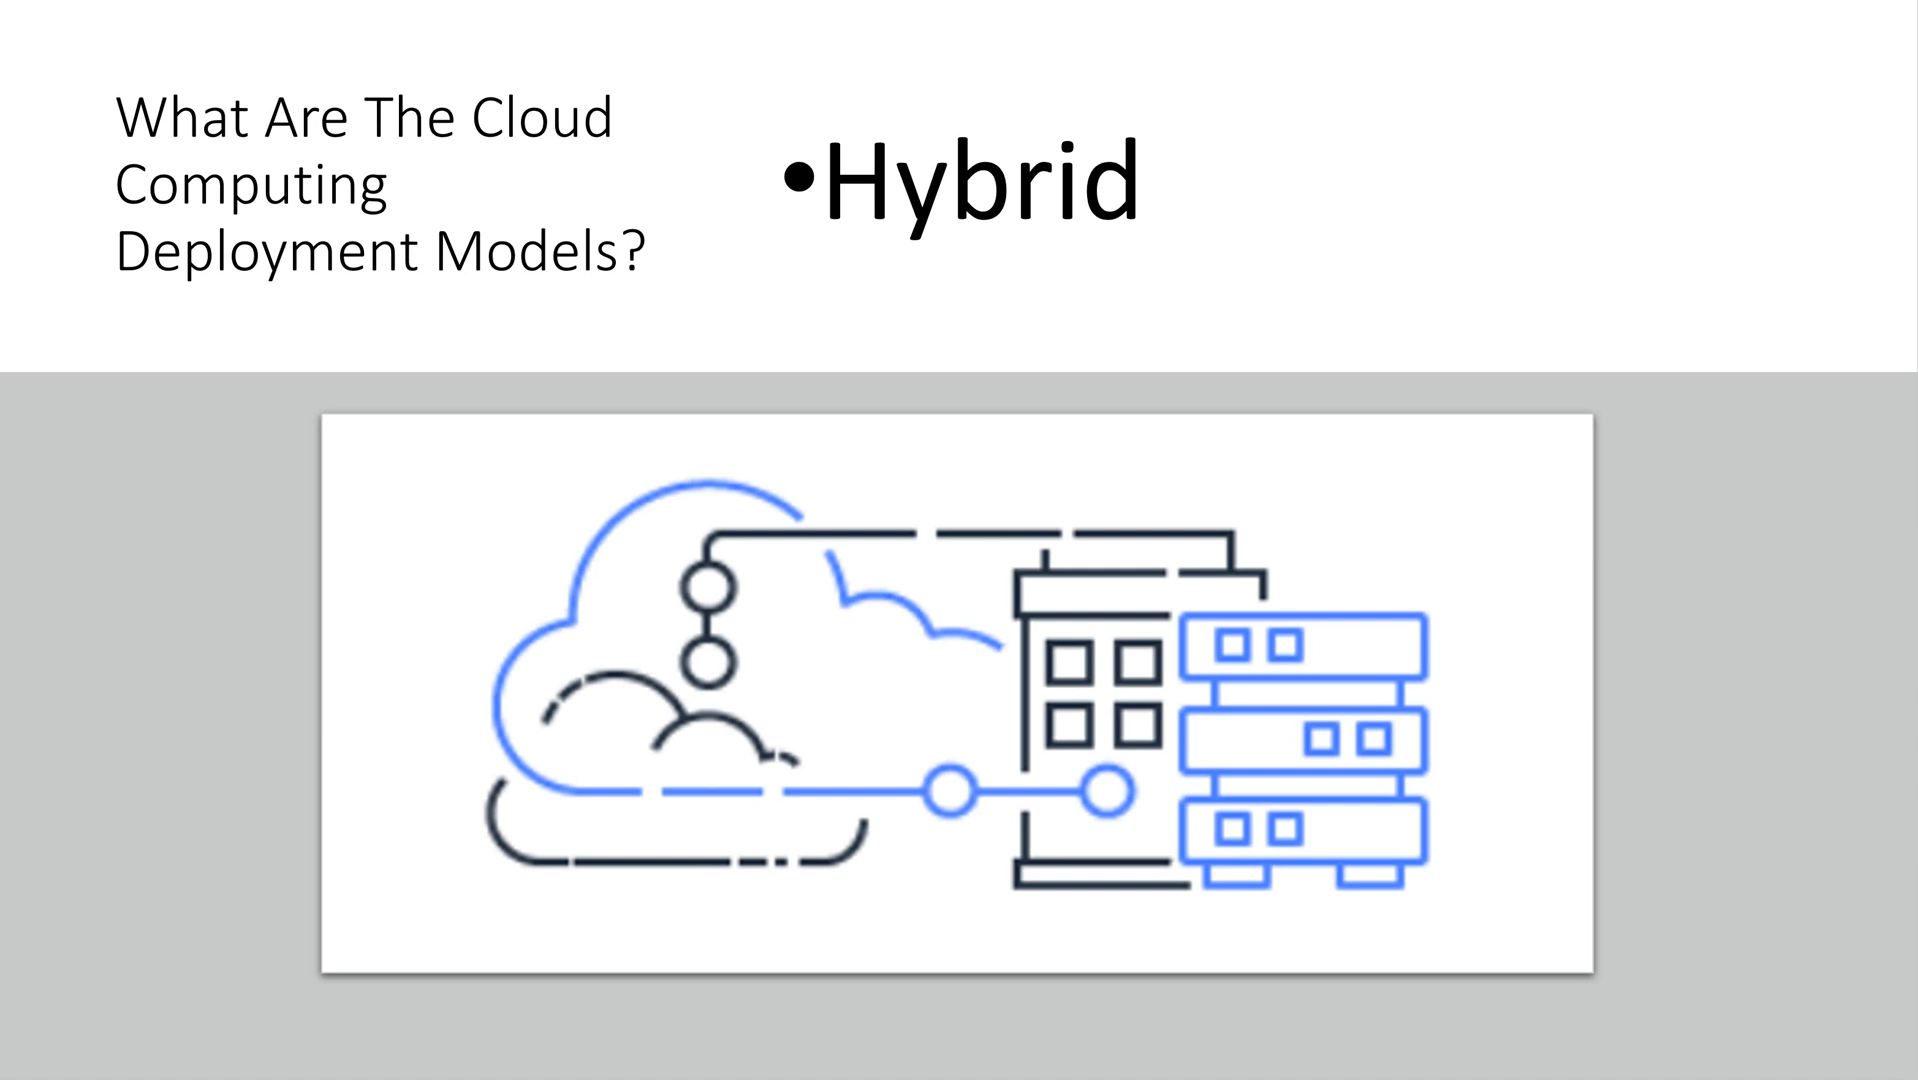 What Are The Cloud
Computing
Deployment Models?
•Hybrid